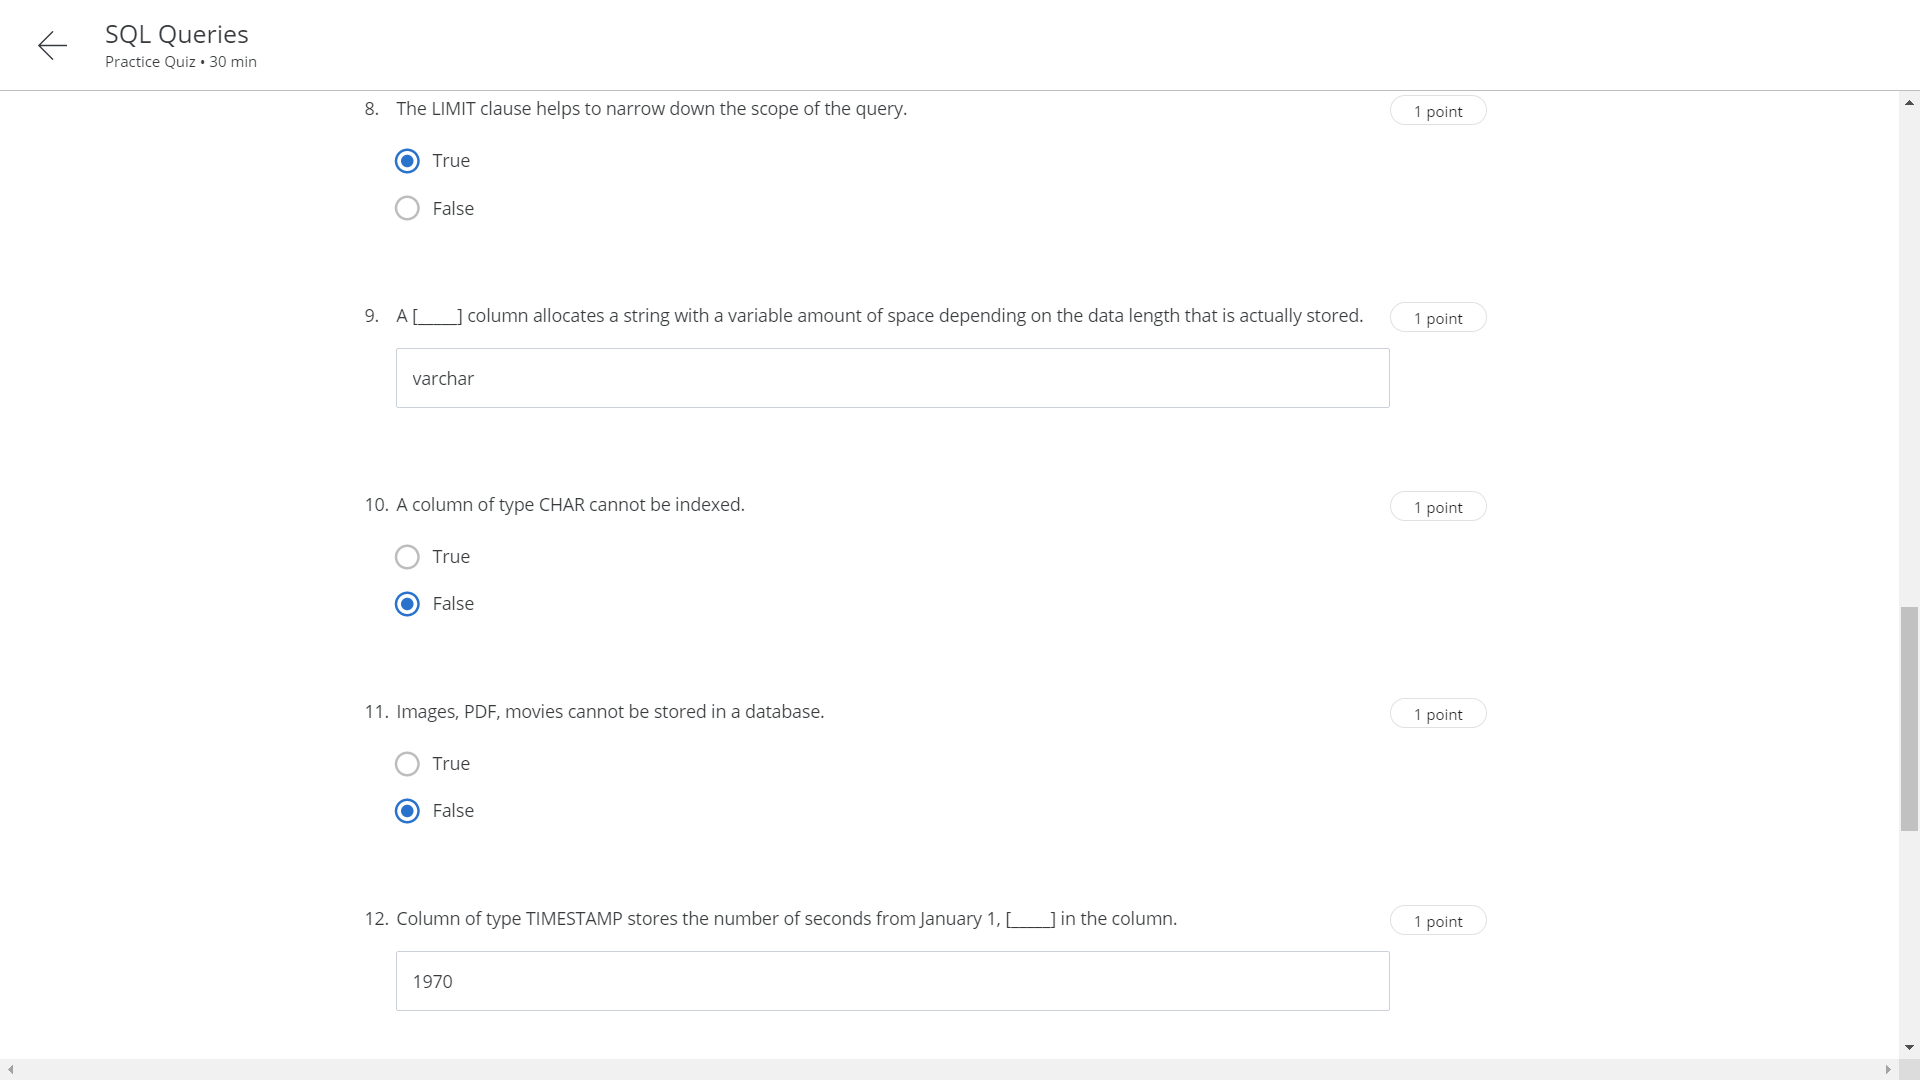 SQL Queries
Practice Quiz • 30 min
8. The LIMIT clause helps to narrow down the scope of the query.
1 point
True
False
9. A [_____] column allocates a string with a variable amount of space depending on the data length that is actually stored.
1 point
varchar
10. A column of type CHAR cannot be indexed.
1 point
True
False
11. Images, PDF, movies cannot be stored in a database.
1 point
True
False
12. Column of type TIMESTAMP stores the number of seconds from January 1, [_____] in the column.
1 point
1970